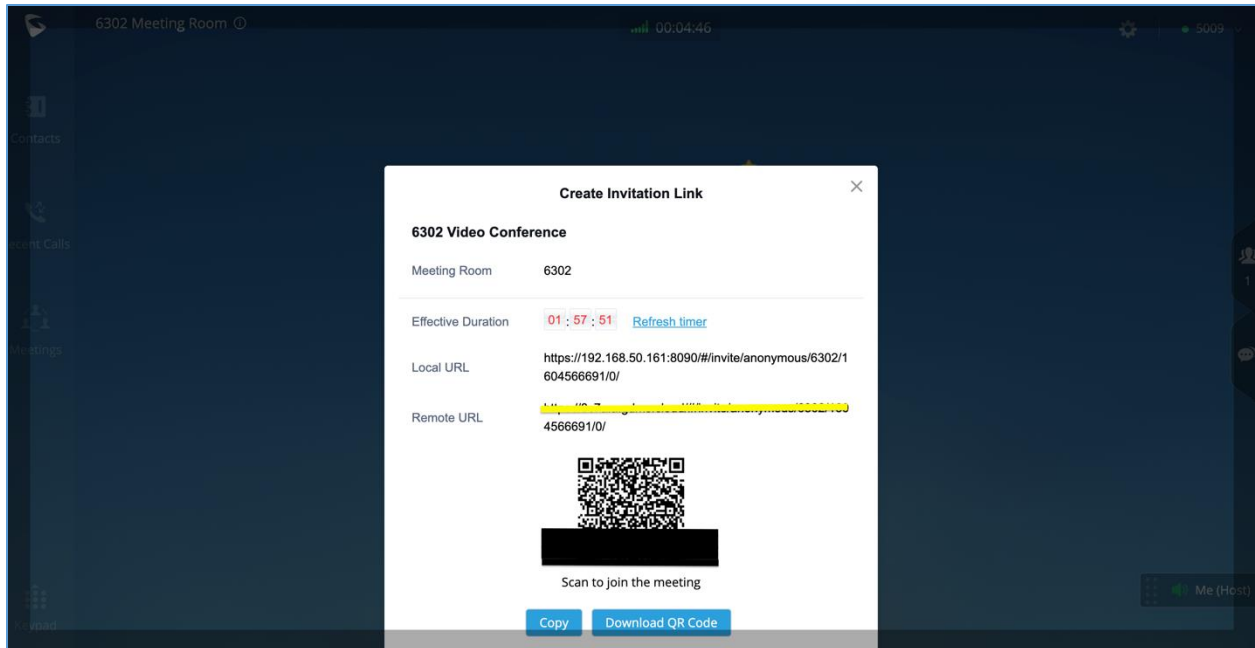 6302 Meeting Room
00:04:46
5009
Contacts
Create Invitation Link
6302 Video Conference
ecent Calls
Meeting Room 6302
1
Effective Duration 01 : 57 : 51 Refresh timer
Meetings
Local URL https://192.168.50.161:8090/#/invite/anonymous/6302/1
604566691/0/
Remote URL
4566691/0/
Scan to join the meeting
Me (Host)
Copy Download QR Code
Keypad